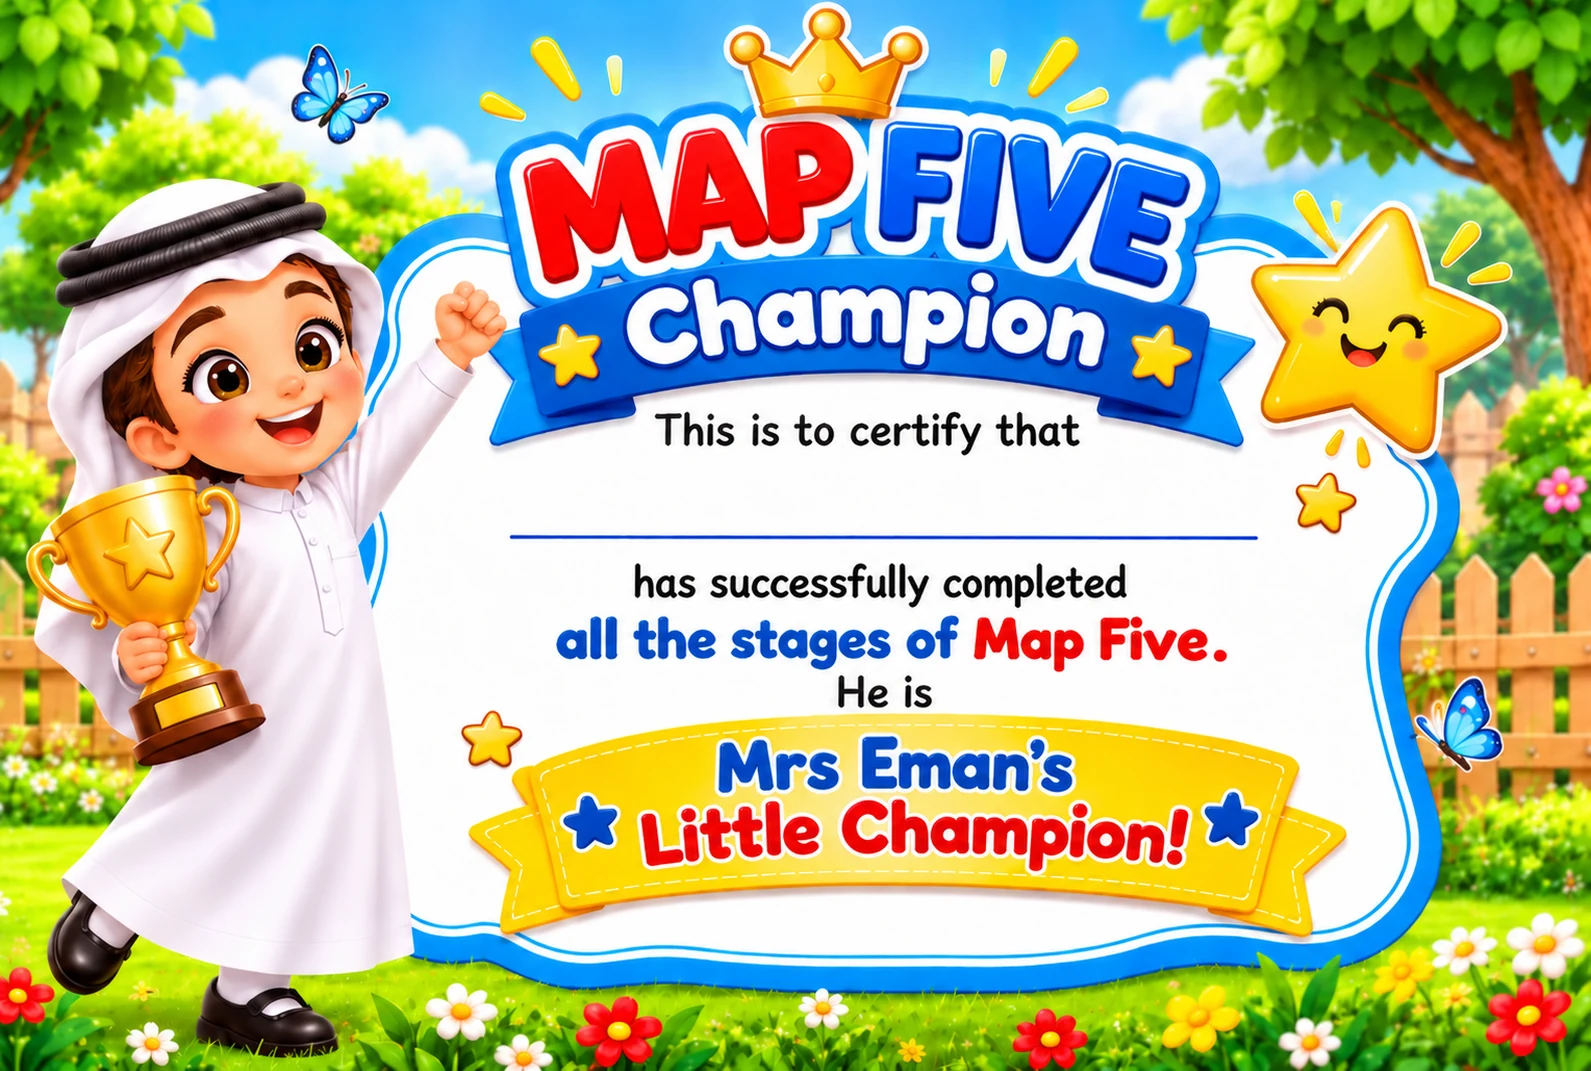 MAP FIVE
Champion
This is to certify that
has successfully completed
all the stages of Map Five.
He is
Mrs Eman’s
Little Champion!